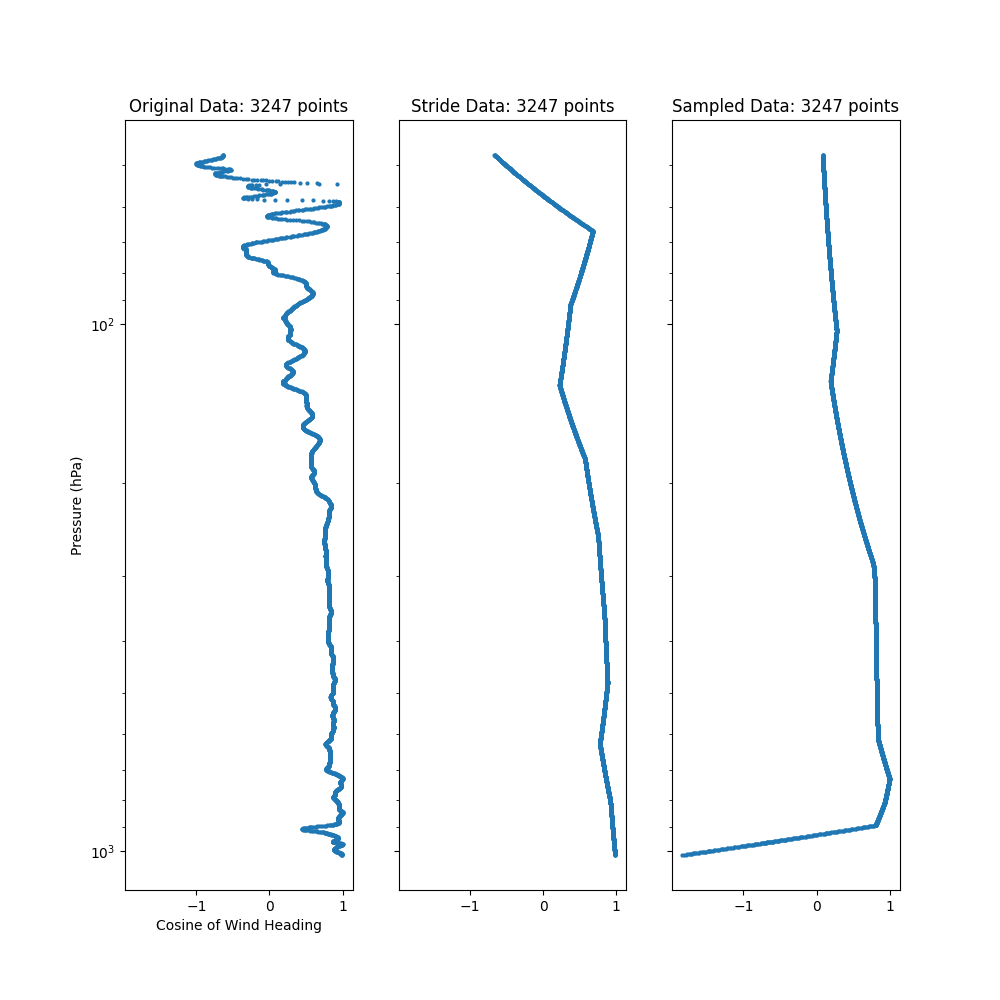 Original Data: 3247 points
Stride Data: 3247 points
Sampled Data: 3247 points
Pressure (hPa)
10²
10³
−1 0 1
−1 0 1
−1 0 1
Cosine of Wind Heading